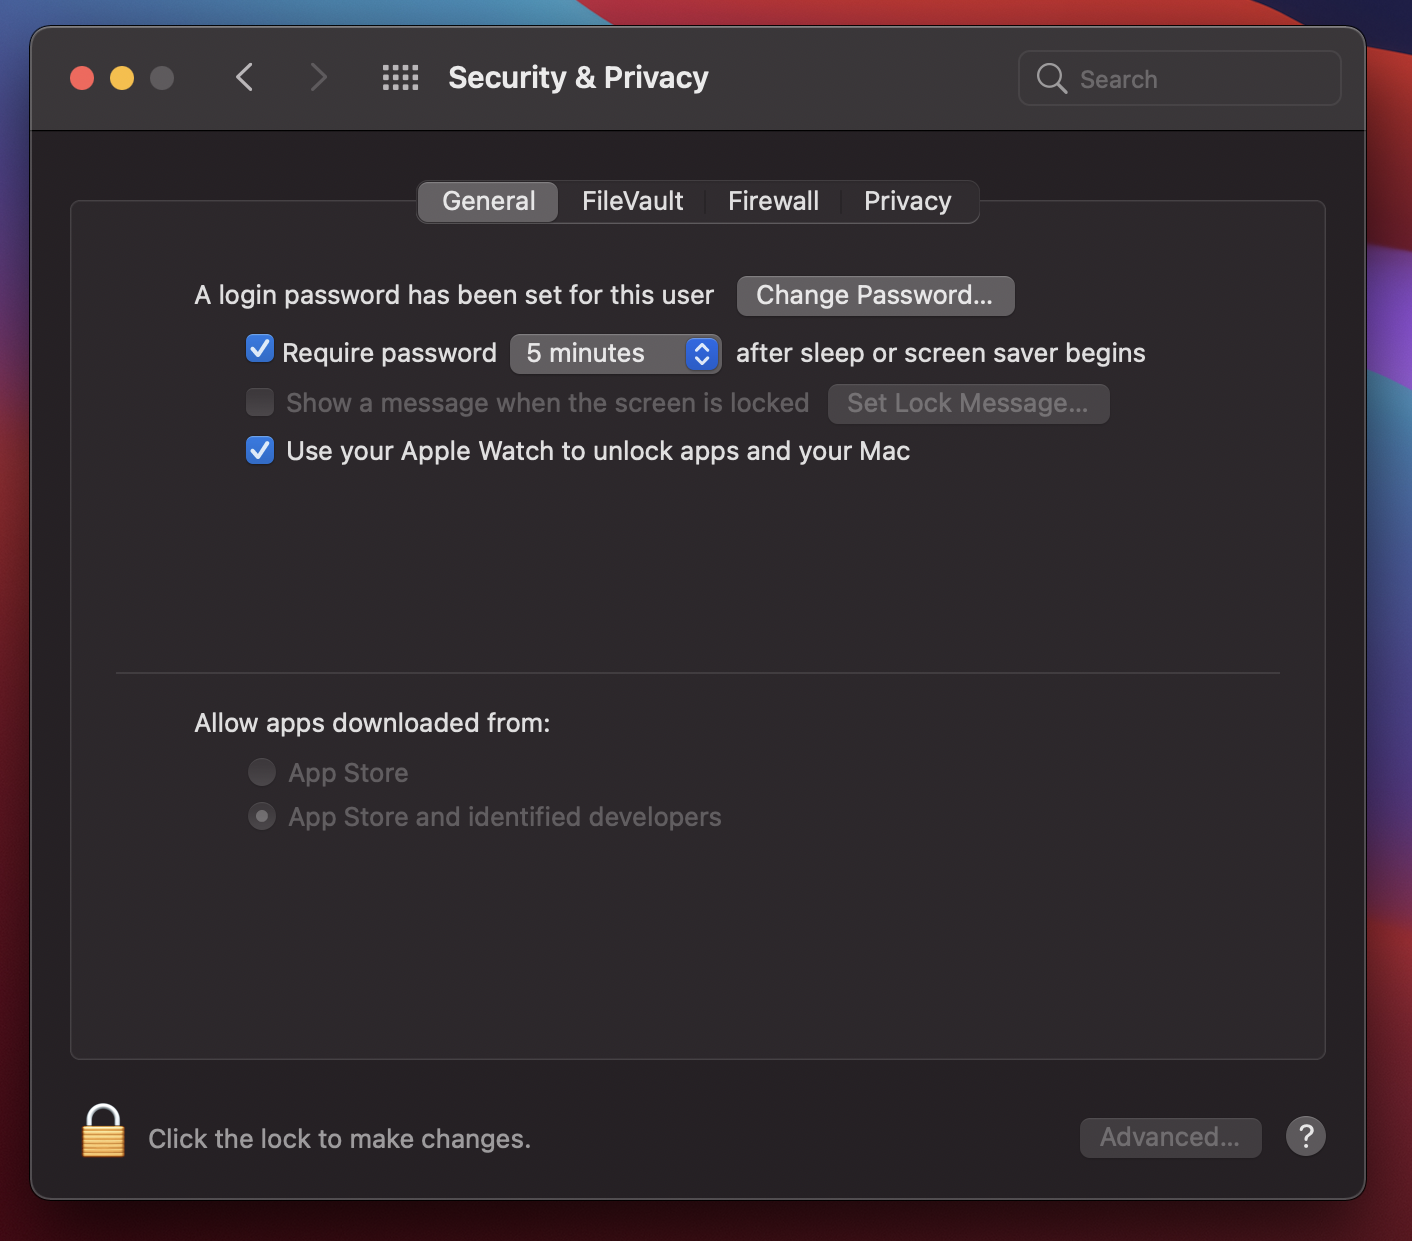 Security & Privacy
Search
General FileVault Firewall Privacy
A login password has been set for this user Change Password...
Require password 5 minutes after sleep or screen saver begins
Show a message when the screen is locked Set Lock Message...
Use your Apple Watch to unlock apps and your Mac
Allow apps downloaded from:
App Store
App Store and identified developers
Click the lock to make changes.
Advanced... ?